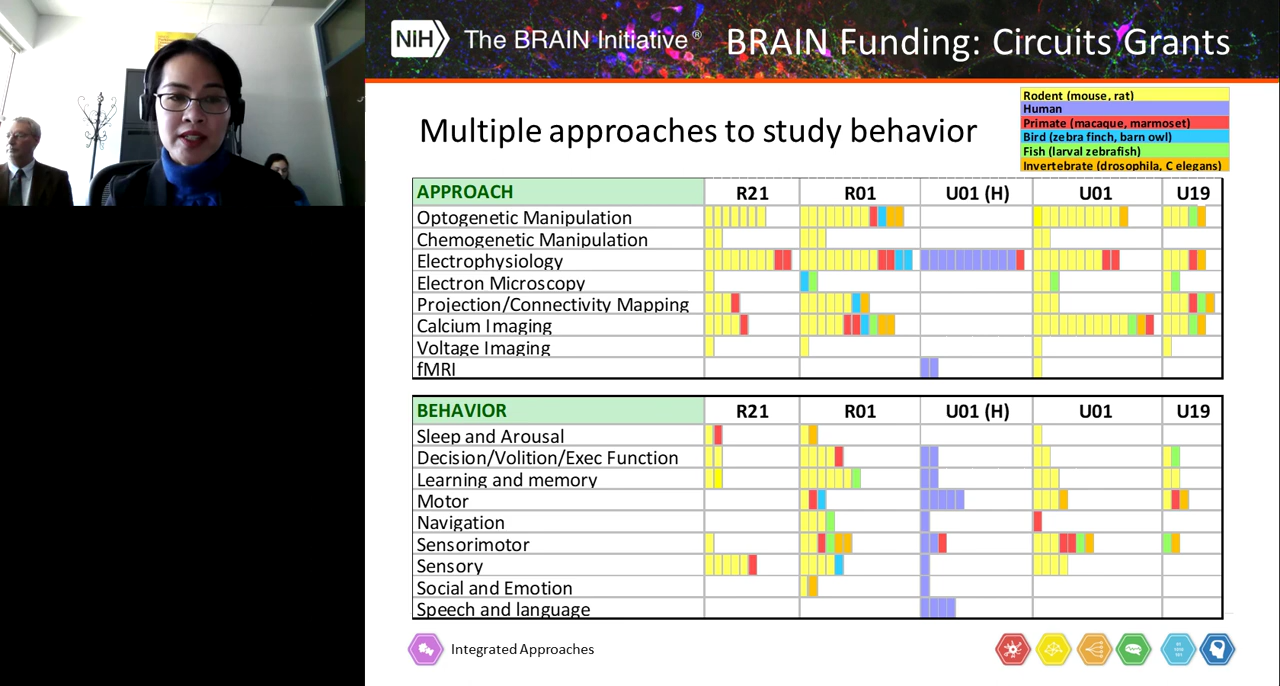 NIH The BRAIN Initiative® BRAIN Funding: Circuits Grants
Multiple approaches to study behavior
Rodent (mouse, rat)
Human
Primate (macaque, marmoset)
Bird (zebra finch, barn owl)
Fish (larval zebrafish)
Invertebrate (drosophila, C elegans)
APPROACH R21 R01 U01 (H) U01 U19
Optogenetic Manipulation
Chemogenetic Manipulation
Electrophysiology
Electron Microscopy
Projection/Connectivity Mapping
Calcium Imaging
Voltage Imaging
fMRI
BEHAVIOR R21 R01 U01 (H) U01 U19
Sleep and Arousal
Decision/Volition/Exec Function
Learning and memory
Motor
Navigation
Sensorimotor
Sensory
Social and Emotion
Speech and language
Integrated Approaches